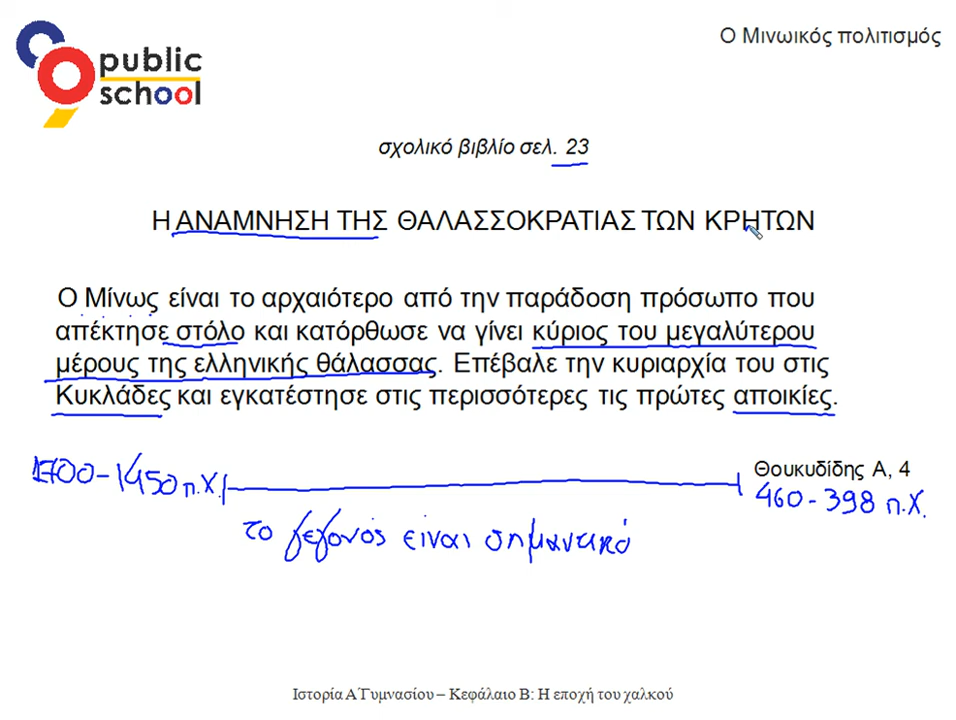 public
school
Ο Μινωικός πολιτισμός
σχολικό βιβλίο σελ. 23
Η ΑΝΑΜΝΗΣΗ ΤΗΣ ΘΑΛΑΣΣΟΚΡΑΤΙΑΣ ΤΩΝ ΚΡΗΤΩΝ
Ο Μίνως είναι το αρχαιότερο από την παράδοση πρόσωπο που
απέκτησε στόλο και κατόρθωσε να γίνει κύριος του μεγαλύτερου
μέρους της ελληνικής θάλασσας. Επέβαλε την κυριαρχία του στις
Κυκλάδες και εγκατέστησε στις περισσότερες τις πρώτες αποικίες.
Θουκυδίδης Α, 4
1700-1450 π.Χ.
460-398 π.Χ.
το γεγονός είναι σημαντικό
Ιστορία Α΄Γυμνασίου – Κεφάλαιο Β: Η εποχή του χαλκού